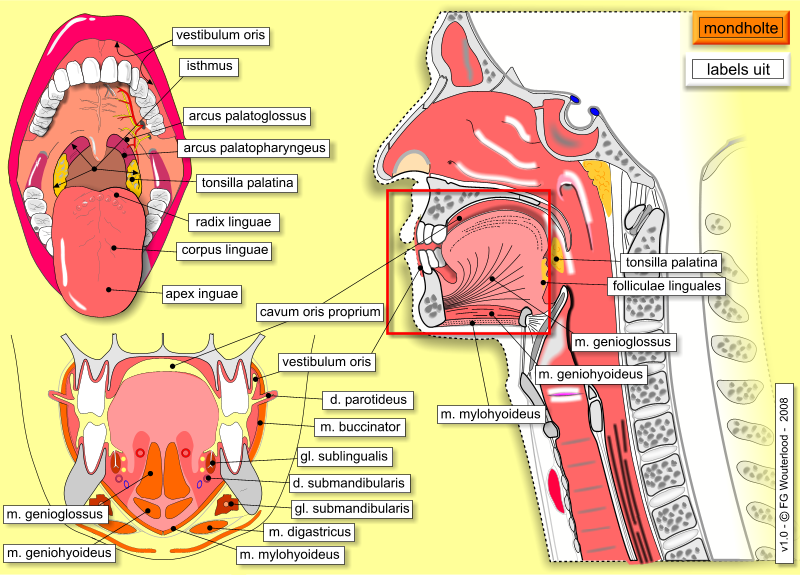 vestibulum oris
isthmus
arcus palatoglossus
arcus palatopharyngeus
tonsilla palatina
radix linguae
corpus linguae
apex inguae
cavum oris proprium
vestibulum oris
d. parotideus
m. buccinator
gl. sublingualis
d. submandibularis
gl. submandibularis
m. digastricus
m. mylohyoideus
m. genioglossus
m. geniohyoideus
mondholte
labels uit
tonsilla palatina
folliculae linguales
m. genioglossus
m. geniohyoideus
m. mylohyoideus
v1.0 - © FG Wouterlood - 2008